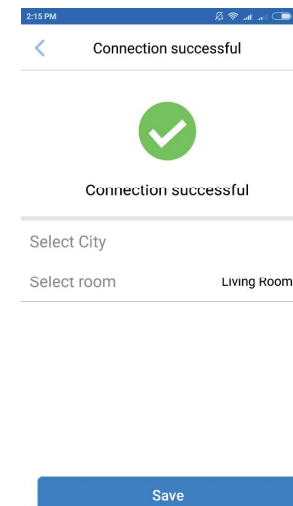 2:15 PM
Connection successful
Connection successful
Select City
Select room Living Room
Save